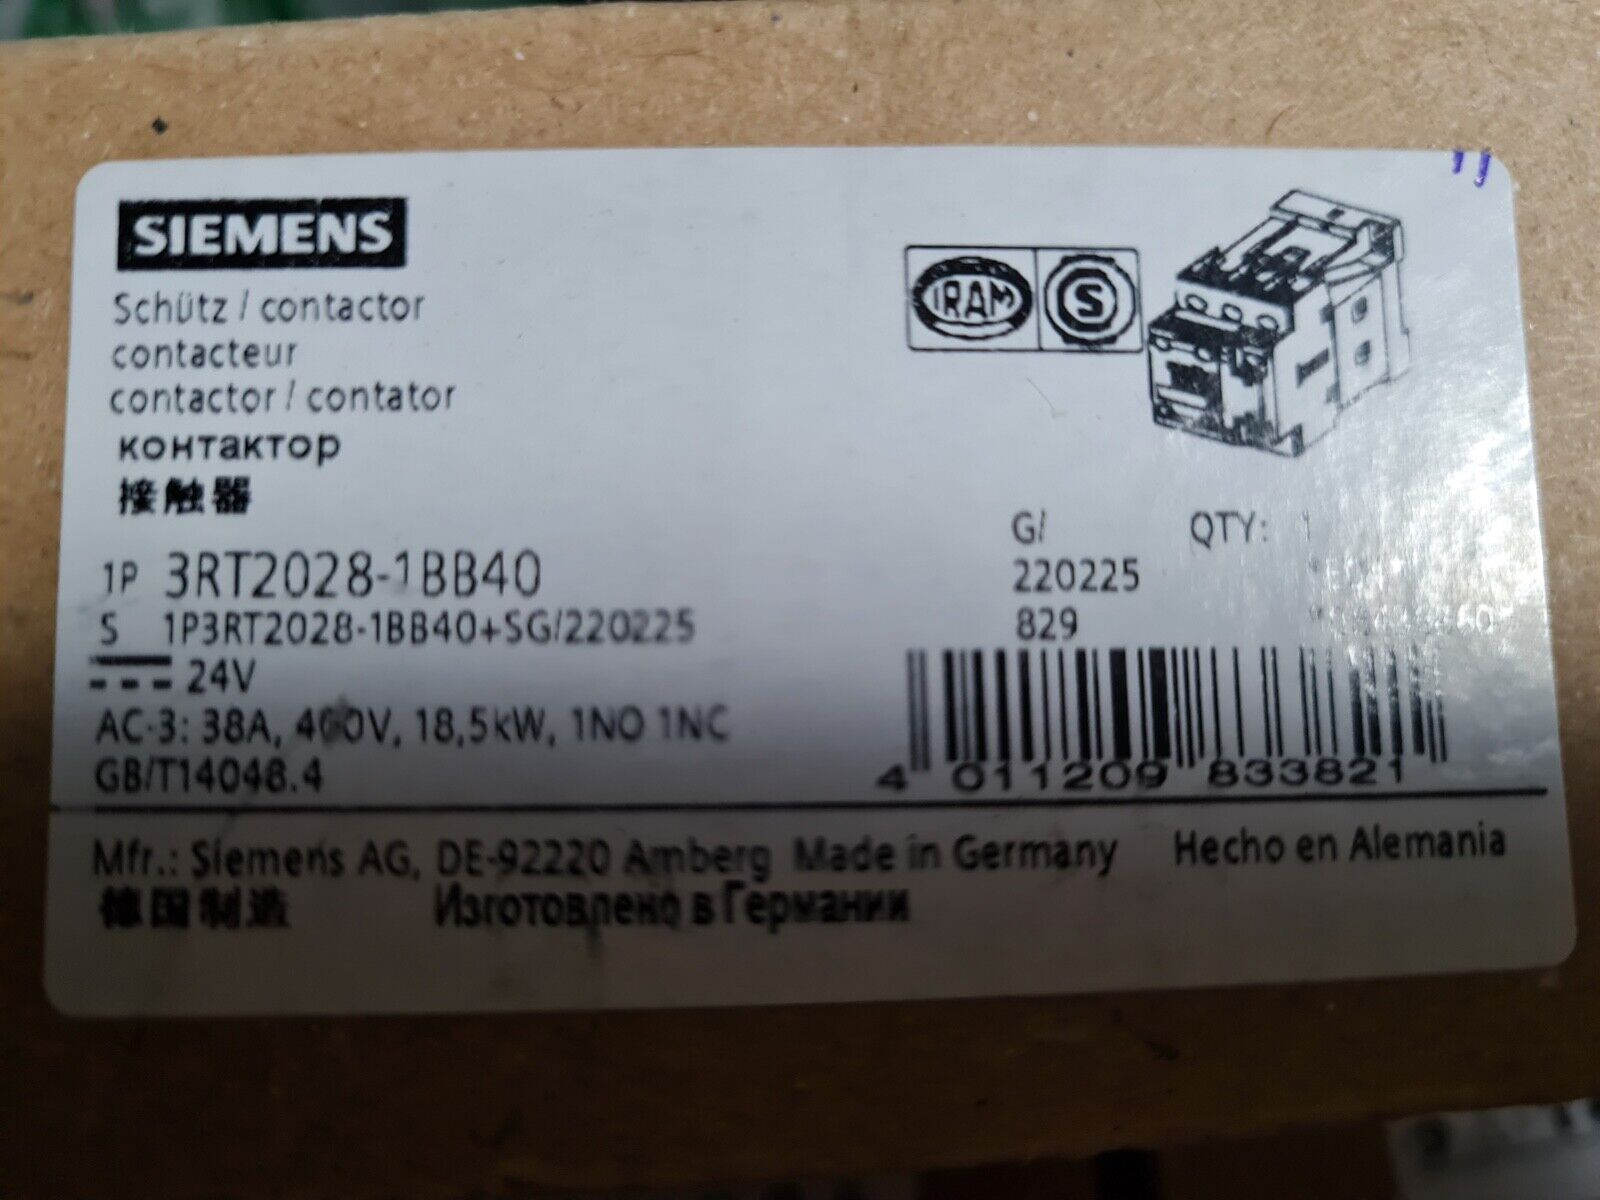 SIEMENS
Schütz / contactor
contacteur
contactor / contator
контактор
接触器
IRAM S
G/ QTY: 1
1P 3RT2028-1BB40 220225
S 1P3RT2028-1BB40+SG/220225 829
24V
AC-3: 38A, 400V, 18,5kW, 1NO 1NC
GB/T14048.4
4 011209 833821
Mfr.: Siemens AG, DE-92220 Amberg Made in Germany Hecho en Alemania
德国制造 Изготовлено в Германии